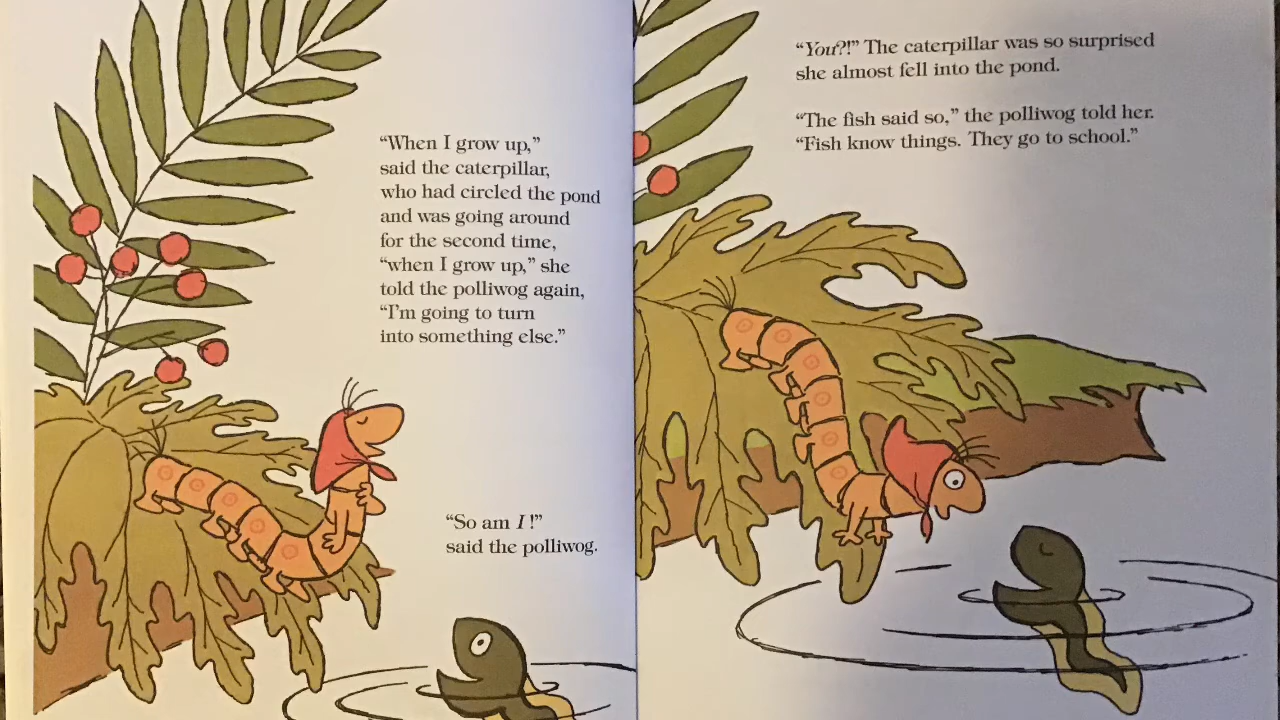 “When I grow up,”
said the caterpillar,
who had circled the pond
and was going around
for the second time,
“when I grow up,” she
told the polliwog again,
“I’m going to turn
into something else.”
“So am I!”
said the polliwog.
“You?!” The caterpillar was so surprised
she almost fell into the pond.
“The fish said so,” the polliwog told her.
“Fish know things. They go to school.”